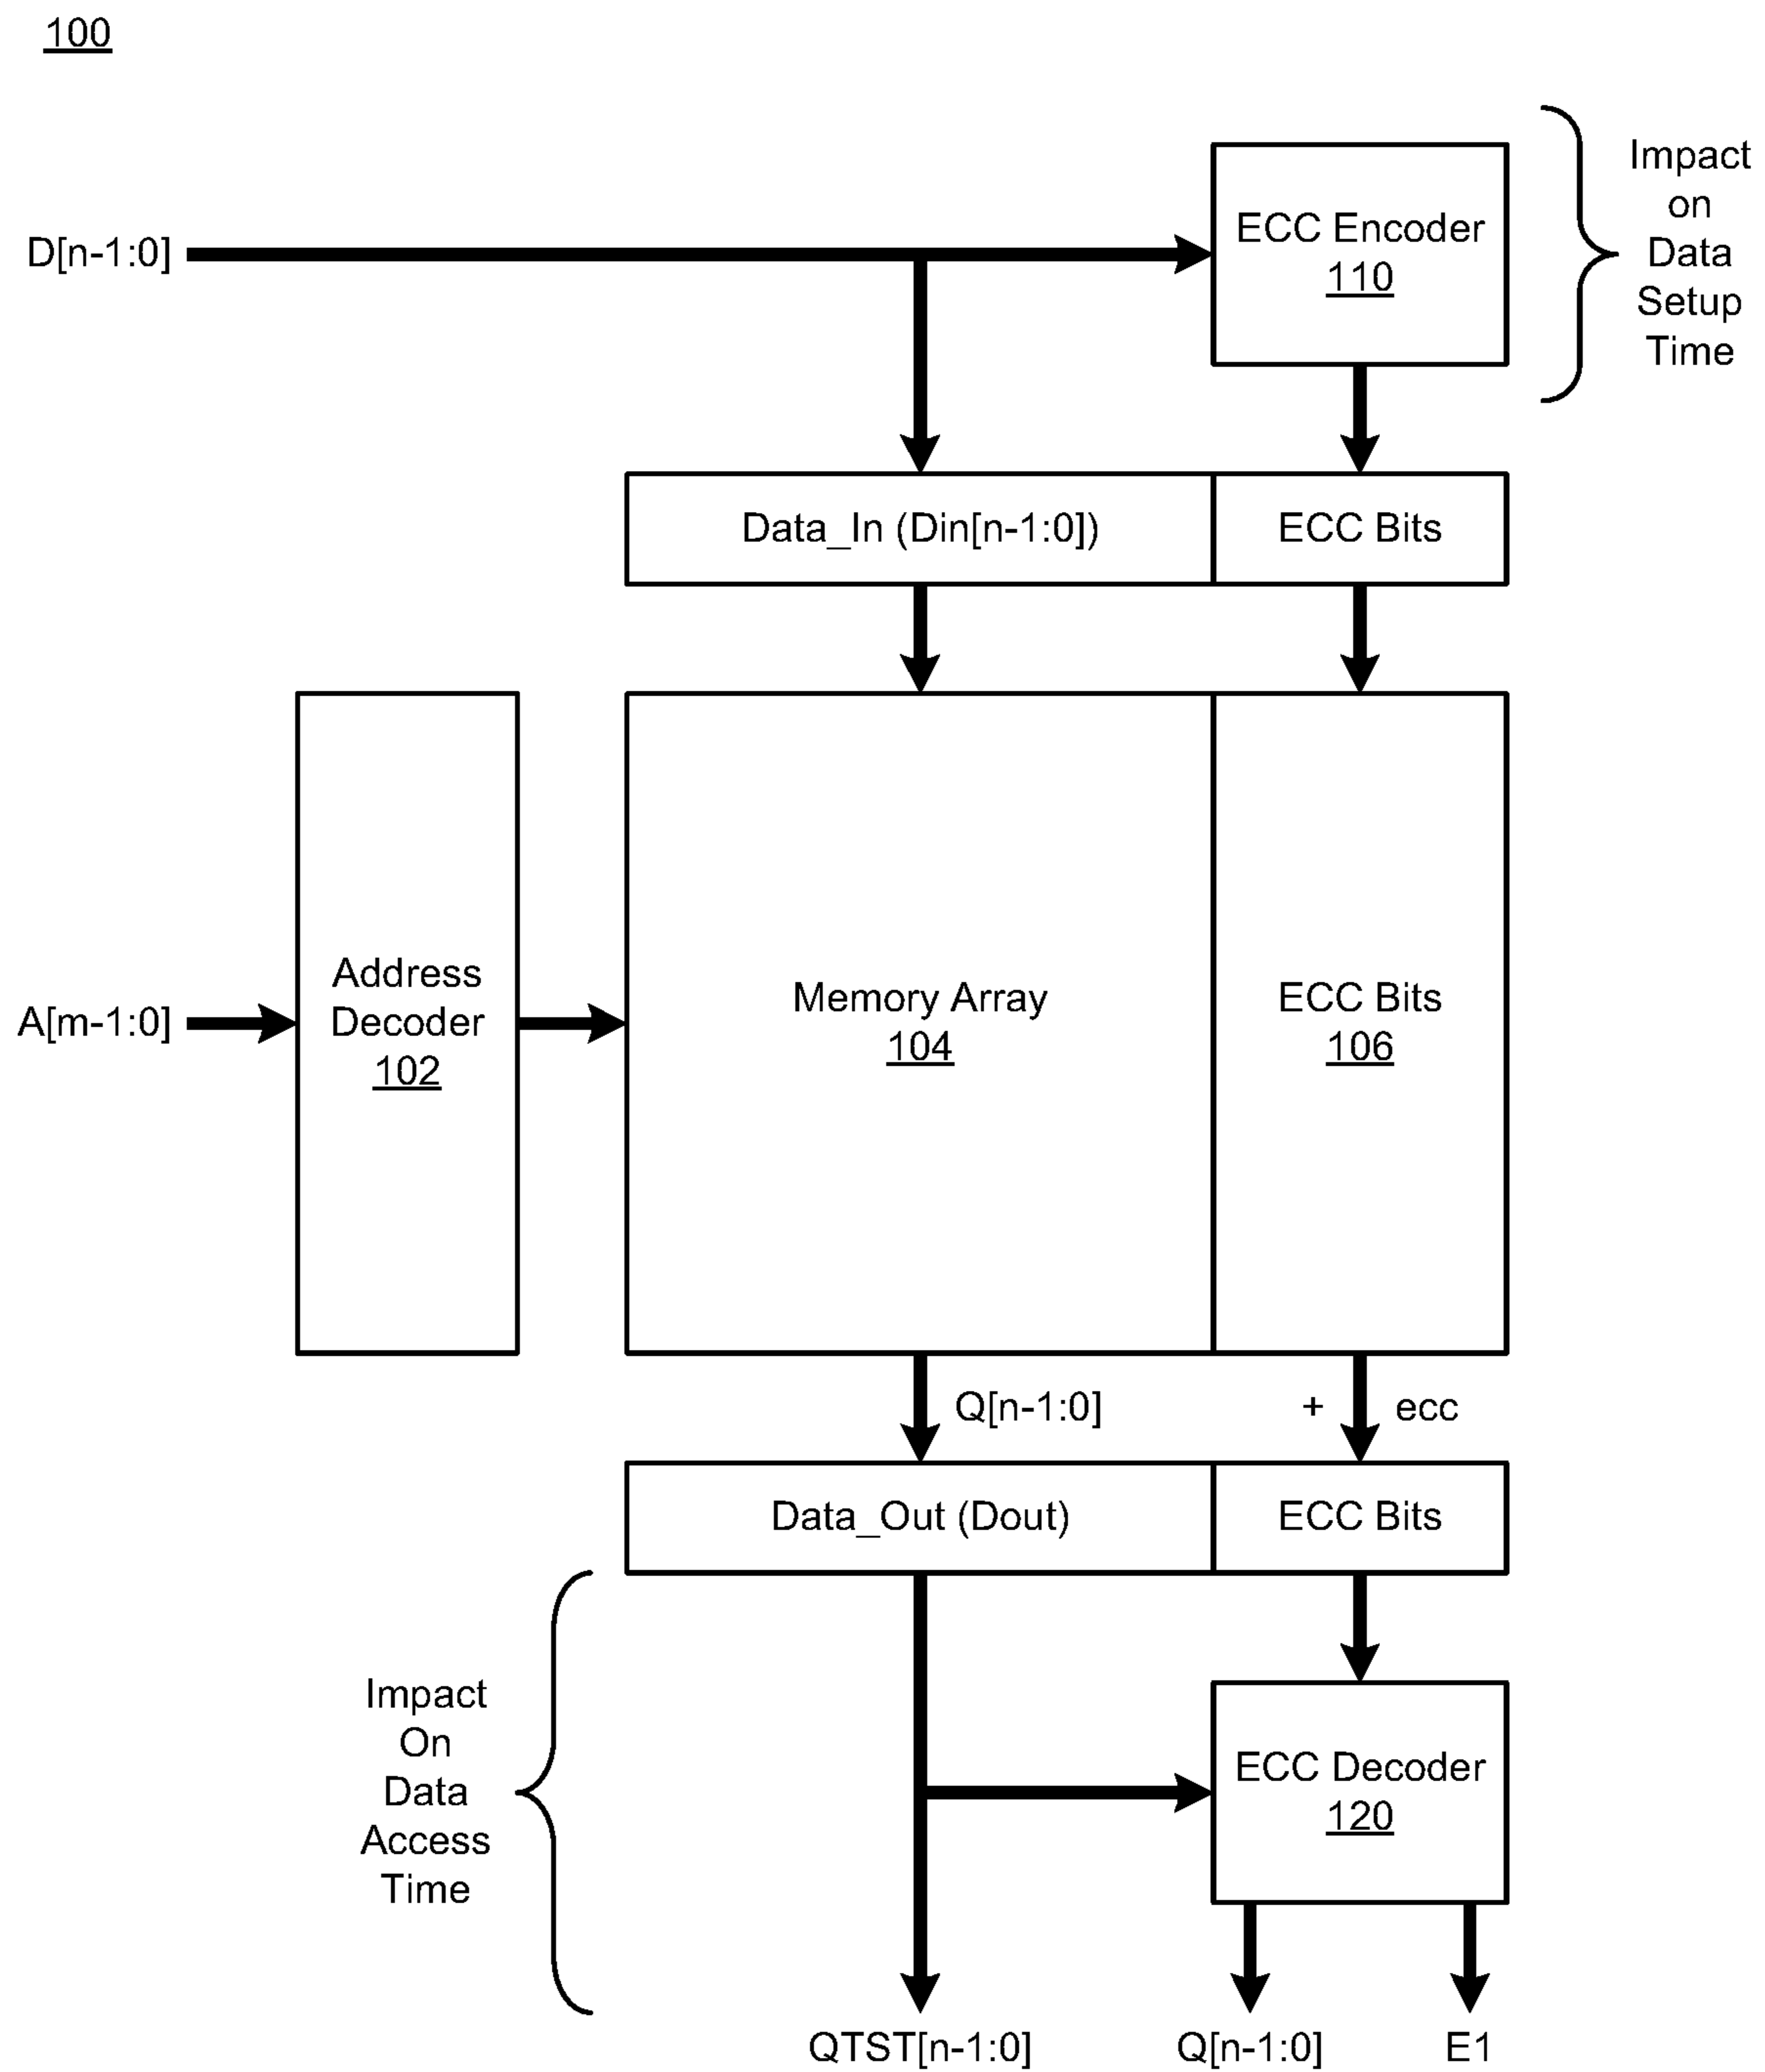 100
D[n-1:0]
ECC Encoder
110
Impact
on
Data
Setup
Time
Data_In (Din[n-1:0])
ECC Bits
A[m-1:0]
Address
Decoder
102
Memory Array
104
ECC Bits
106
Q[n-1:0]
+
ecc
Data_Out (Dout)
ECC Bits
Impact
On
Data
Access
Time
ECC Decoder
120
QTST[n-1:0]
Q[n-1:0]
E1